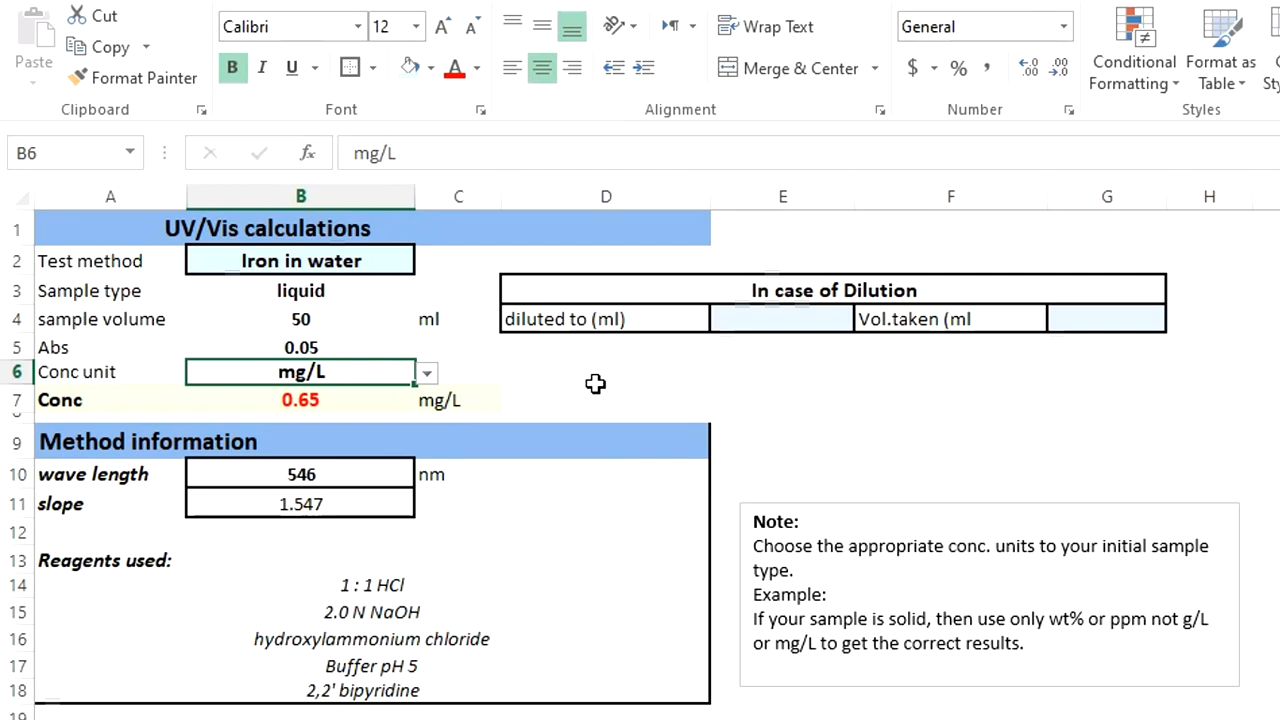 Cut
Calibri 12 A A Wrap Text General
Paste Copy Conditional Format as
Format Painter B I U A Merge & Center $ % , .00 .00 Formatting Table
Clipboard Font Alignment Number Styles
B6 fx mg/L
A B C D E F G H
1 UV/Vis calculations
2 Test method Iron in water
3 Sample type liquid In case of Dilution
4 sample volume 50 ml diluted to (ml) Vol.taken (ml
5 Abs 0.05
6 Conc unit mg/L
7 Conc 0.65 mg/L
9 Method information
10 wave length 546 nm
11 slope 1.547
12
13 Reagents used:
14 1 : 1 HCl
15 2.0 N NaOH
16 hydroxylammonium chloride
17 Buffer pH 5
18 2,2' bipyridine
Note:
Choose the appropriate conc. units to your initial sample
type.
Example:
If your sample is solid, then use only wt% or ppm not g/L
or mg/L to get the correct results.